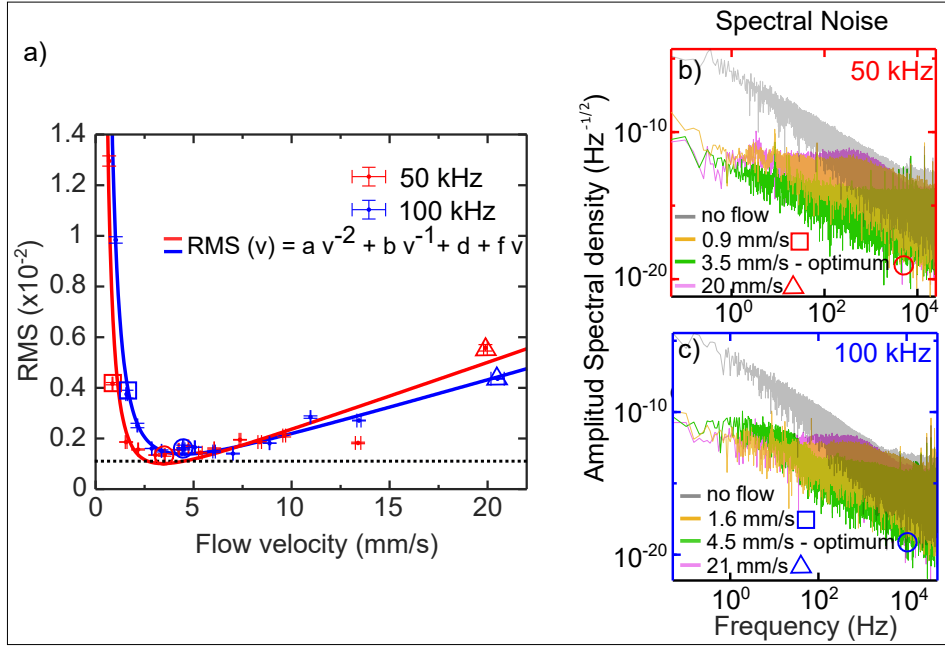 a)
RMS (x10⁻²)
1.4
1.2
1
0.8
0.6
0.4
0.2
0
0
5
10
15
20
Flow velocity (mm/s)
50 kHz
100 kHz
RMS (v) = a v⁻² + b v⁻¹ + d + f v
Spectral Noise
Amplitud Spectral density (Hz⁻¹/²)
b)
50 kHz
10⁻¹⁰
10⁻²⁰
no flow
0.9 mm/s
3.5 mm/s - optimum
20 mm/s
10⁰
10²
10⁴
c)
100 kHz
10⁻¹⁰
10⁻²⁰
no flow
1.6 mm/s
4.5 mm/s - optimum
21 mm/s
10⁰
10²
10⁴
Frequency (Hz)